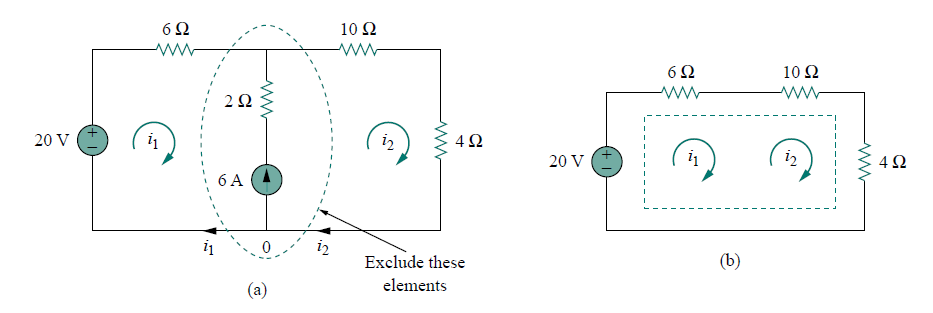 6 Ω
10 Ω
2 Ω
20 V
+
−
i1
i2
4 Ω
6 A
i1
0
i2
Exclude these
elements
(a)
6 Ω
10 Ω
20 V
+
−
i1
i2
4 Ω
(b)